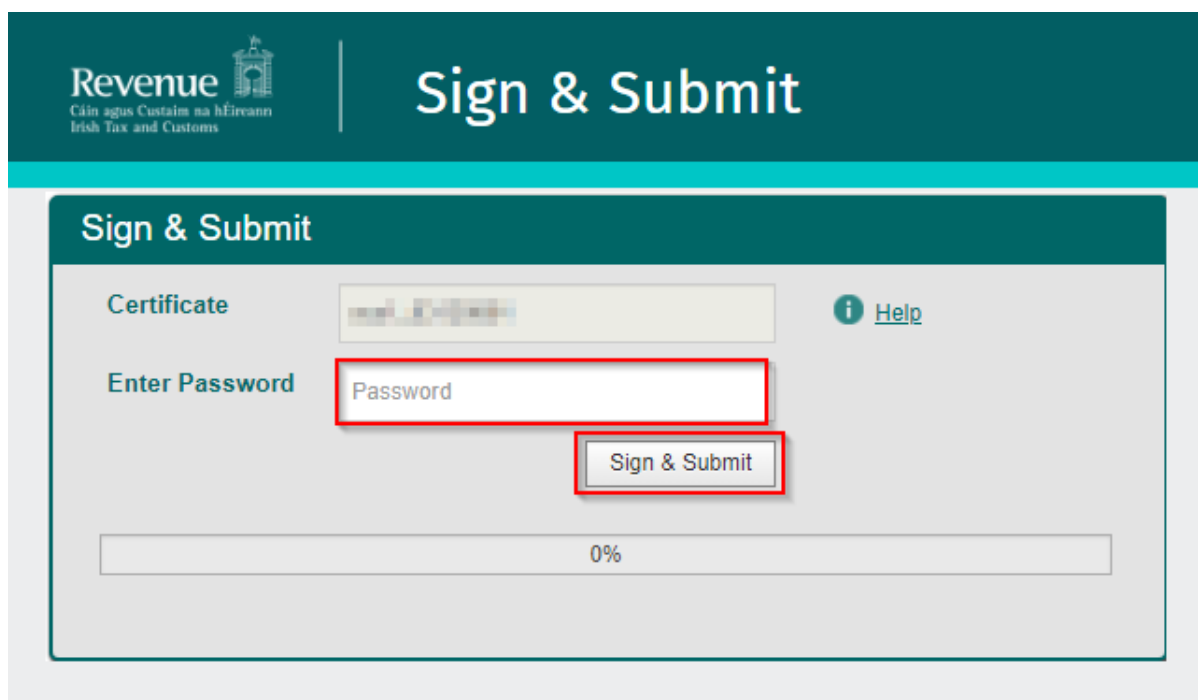 Revenue
Cáin agus Custaim na hÉireann
Irish Tax and Customs
Sign & Submit
Sign & Submit
Certificate
Help
Enter Password
Password
Sign & Submit
0%